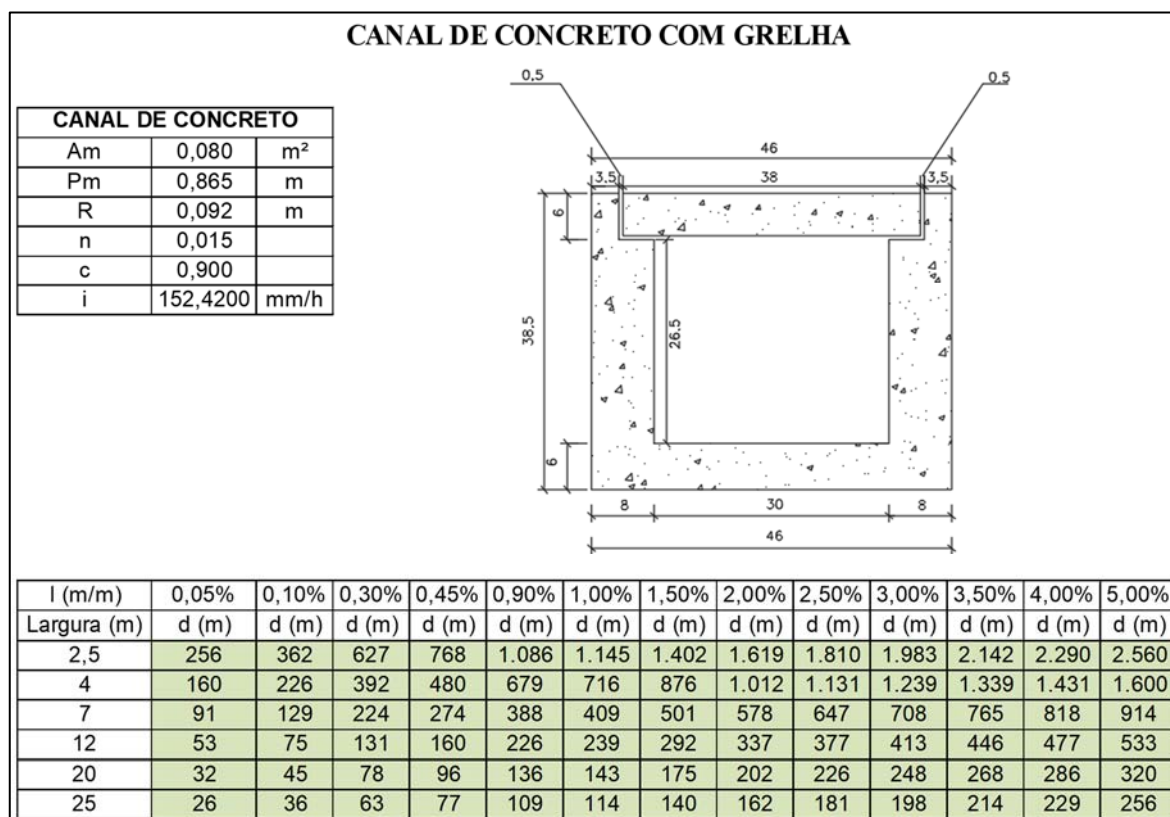 CANAL DE CONCRETO COM GRELHA
CANAL DE CONCRETO
Am 0,080 m²
Pm 0,865 m
R 0,092 m
n 0,015
c 0,900
i 152,4200 mm/h
0.5 0.5
46
3.5 38 3,5
6
38.5
26.5
6
8 30 8
46
I (m/m) 0,05% 0,10% 0,30% 0,45% 0,90% 1,00% 1,50% 2,00% 2,50% 3,00% 3,50% 4,00% 5,00%
Largura (m) d (m) d (m) d (m) d (m) d (m) d (m) d (m) d (m) d (m) d (m) d (m) d (m) d (m)
2,5 256 362 627 768 1.086 1.145 1.402 1.619 1.810 1.983 2.142 2.290 2.560
4 160 226 392 480 679 716 876 1.012 1.131 1.239 1.339 1.431 1.600
7 91 129 224 274 388 409 501 578 647 708 765 818 914
12 53 75 131 160 226 239 292 337 377 413 446 477 533
20 32 45 78 96 136 143 175 202 226 248 268 286 320
25 26 36 63 77 109 114 140 162 181 198 214 229 256